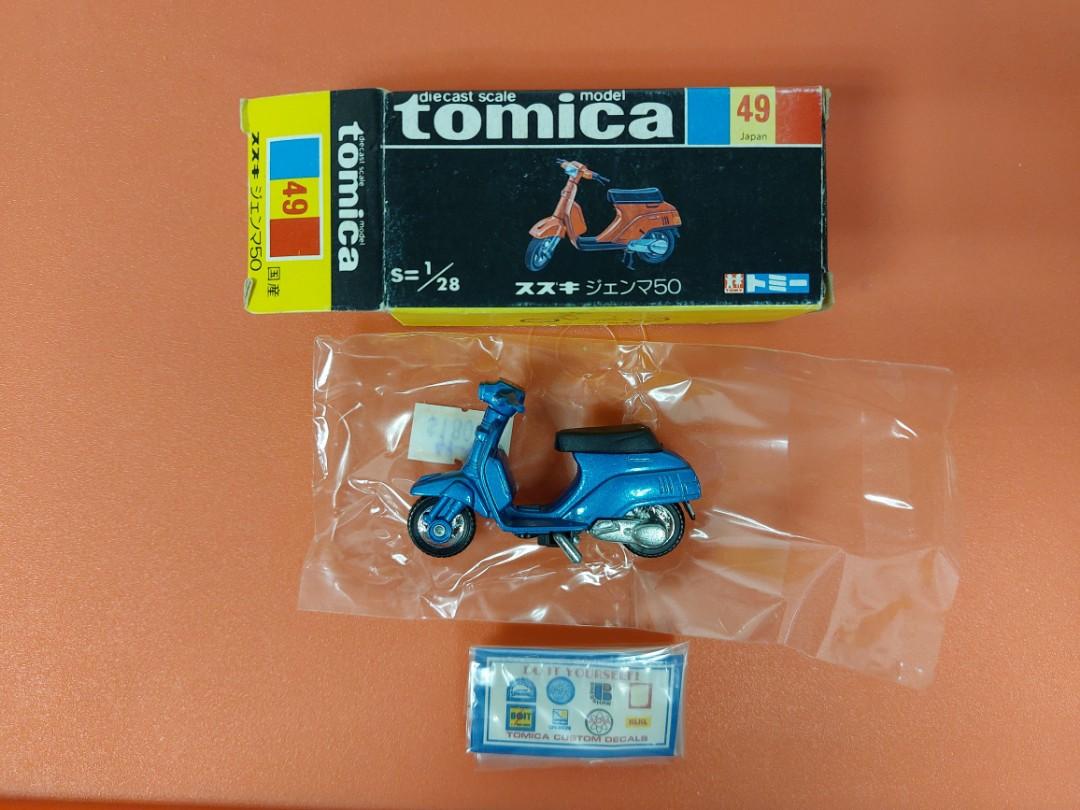 diecast scale model
tomica
49
Japan
S=1/28
スズキ ジェンマ50
トミー
diecast scale model
tomica
49
スズキ ジェンマ50
国産
DO IT YOURSELF!
TOMICA CUSTOM DECALS